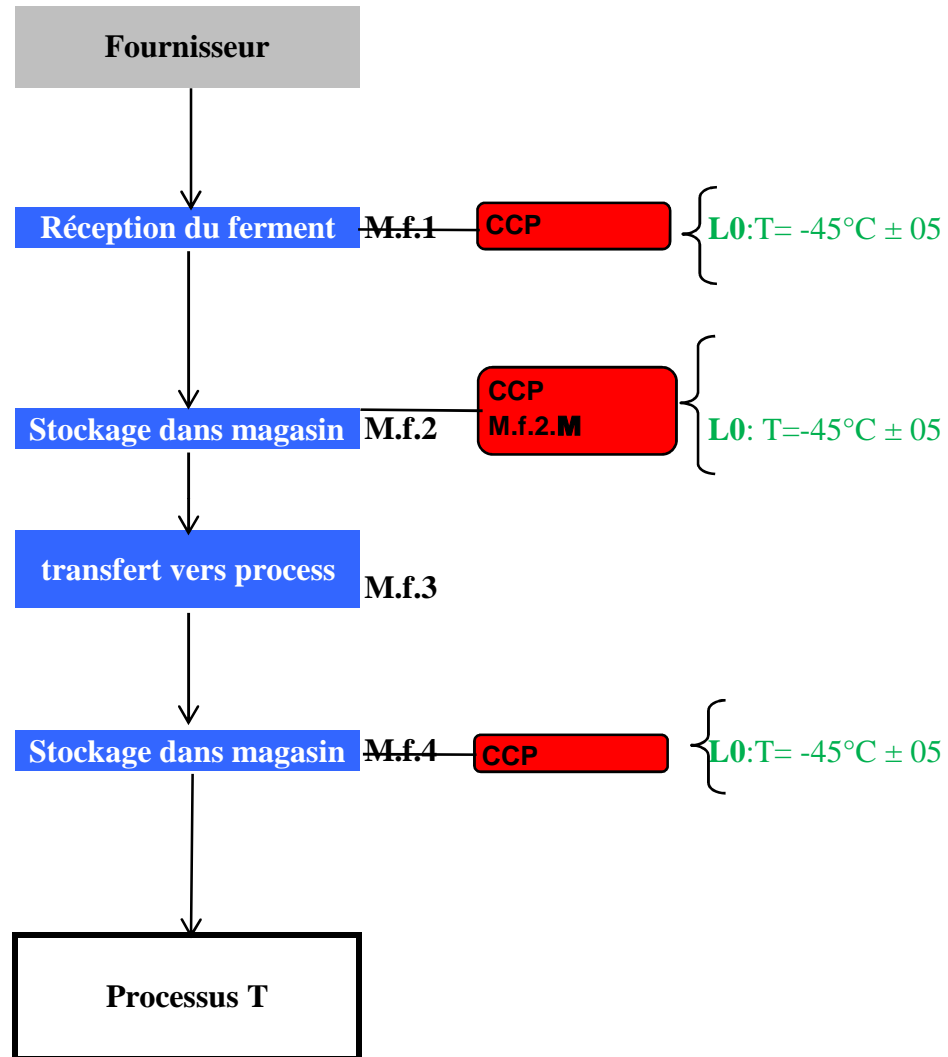 Fournisseur
Réception du ferment M.f.1 CCP L0:T= -45°C ± 05
Stockage dans magasin M.f.2 CCP
M.f.2.M L0: T=-45°C ± 05
transfert vers process M.f.3
Stockage dans magasin M.f.4 CCP L0:T= -45°C ± 05
Processus T